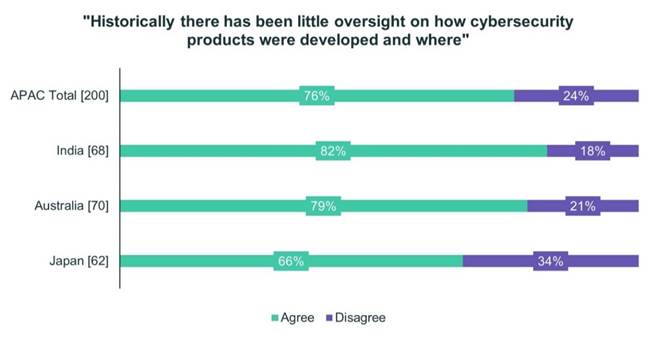 "Historically there has been little oversight on how cybersecurity
products were developed and where"
APAC Total [200] 76% 24%
India [68] 82% 18%
Australia [70] 79% 21%
Japan [62] 66% 34%
Agree Disagree